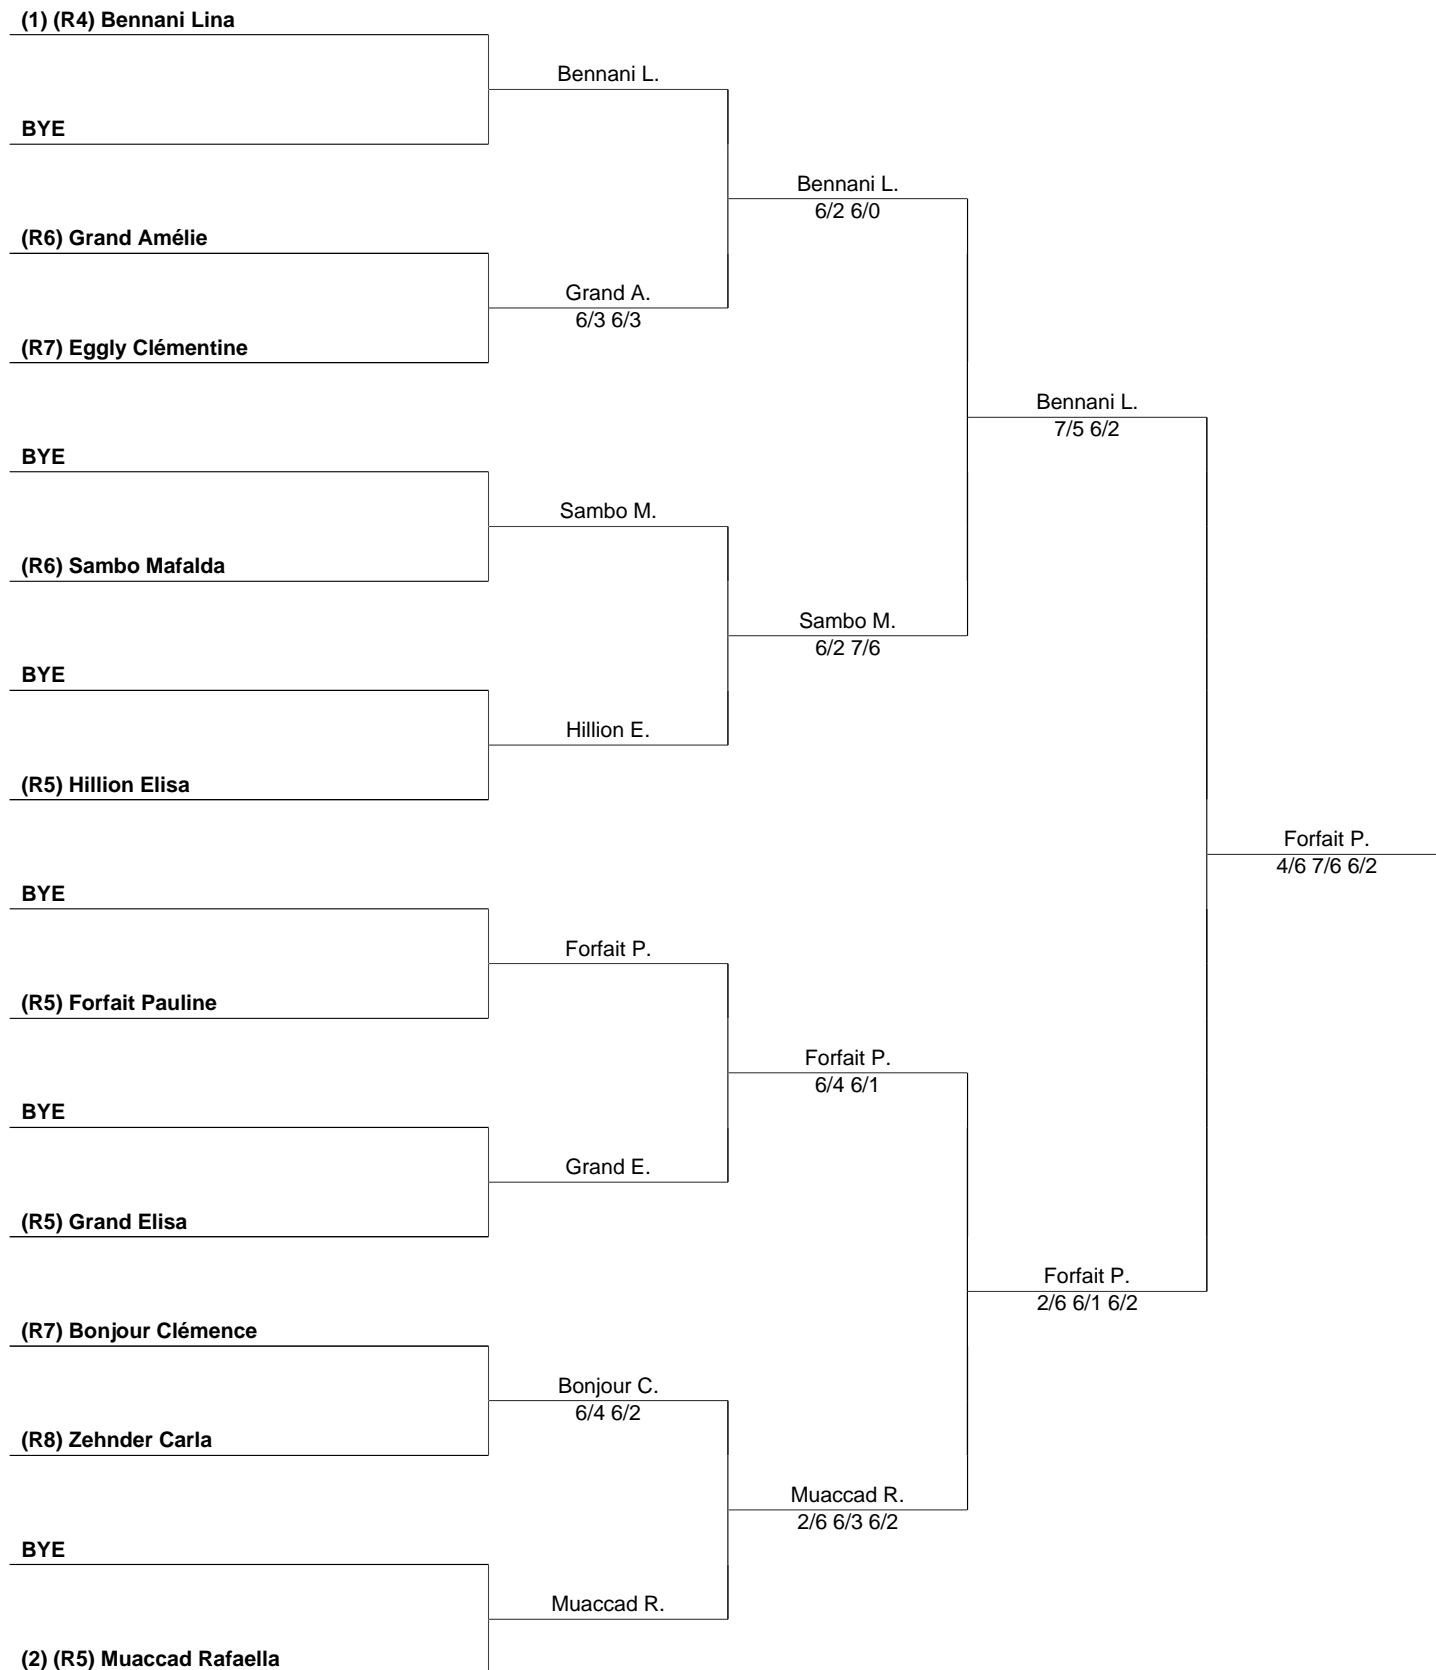 (1) (R4) Bennani Lina
Bennani L.
BYE
Bennani L.
6/2 6/0
(R6) Grand Amélie
Grand A.
6/3 6/3
(R7) Eggly Clémentine
Bennani L.
7/5 6/2
BYE
Sambo M.
(R6) Sambo Mafalda
Sambo M.
6/2 7/6
BYE
Hillion E.
(R5) Hillion Elisa
Forfait P.
4/6 7/6 6/2
BYE
Forfait P.
(R5) Forfait Pauline
Forfait P.
6/4 6/1
BYE
Grand E.
(R5) Grand Elisa
Forfait P.
2/6 6/1 6/2
(R7) Bonjour Clémence
Bonjour C.
6/4 6/2
(R8) Zehnder Carla
Muaccad R.
2/6 6/3 6/2
BYE
Muaccad R.
(2) (R5) Muaccad Rafaella